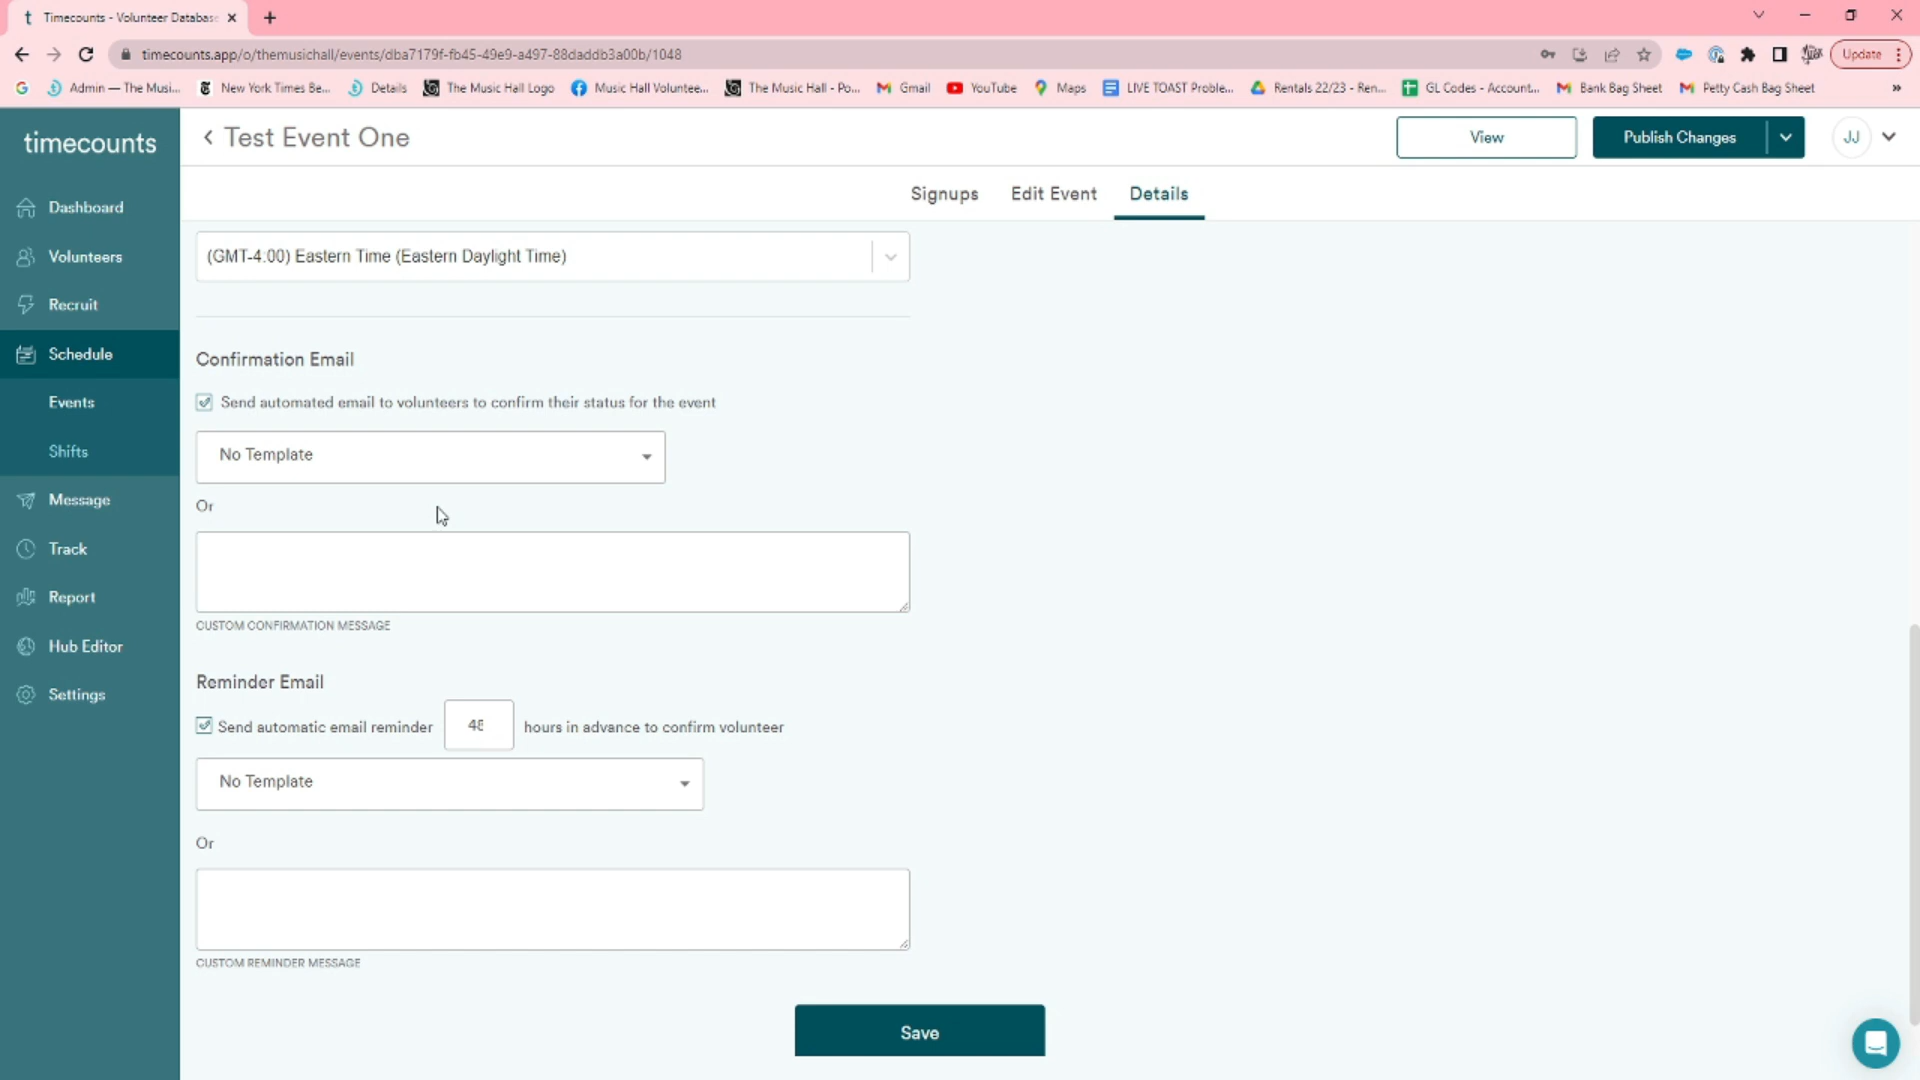 t Timecounts - Volunteer Database
timecounts.app/o/themusichall/events/dba7179f-fb45-49e9-a497-88daddb3a00b/1048
Update
Admin — The Musi...
New York Times Be...
Details
The Music Hall Logo
Music Hall Voluntee...
The Music Hall - Po...
Gmail
YouTube
Maps
LIVE TOAST Proble...
Rentals 22/23 - Ren...
GL Codes - Account...
Bank Bag Sheet
Petty Cash Bag Sheet
timecounts
Test Event One
View
Publish Changes
JJ
Signups
Edit Event
Details
Dashboard
Volunteers
Recruit
Schedule
Events
Shifts
Message
Track
Report
Hub Editor
Settings
(GMT-4:00) Eastern Time (Eastern Daylight Time)
Confirmation Email
Send automated email to volunteers to confirm their status for the event
No Template
Or
CUSTOM CONFIRMATION MESSAGE
Reminder Email
Send automatic email reminder 48 hours in advance to confirm volunteer
No Template
Or
CUSTOM REMINDER MESSAGE
Save